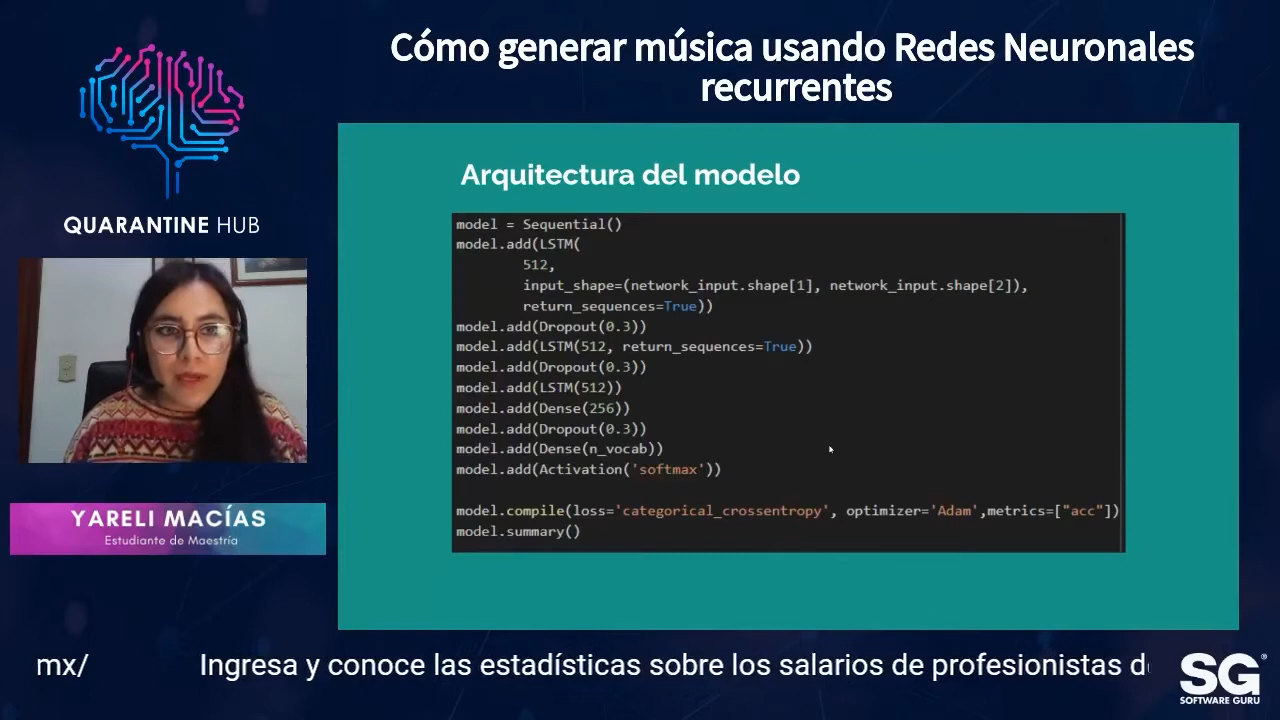 Cómo generar música usando Redes Neuronales
recurrentes
QUARANTINE HUB
YARELI MACÍAS
Estudiante de Maestría
Arquitectura del modelo
model = Sequential()
model.add(LSTM(
        512,
        input_shape=(network_input.shape[1], network_input.shape[2]),
        return_sequences=True))
model.add(Dropout(0.3))
model.add(LSTM(512, return_sequences=True))
model.add(Dropout(0.3))
model.add(LSTM(512))
model.add(Dense(256))
model.add(Dropout(0.3))
model.add(Dense(n_vocab))
model.add(Activation('softmax'))
model.compile(loss='categorical_crossentropy', optimizer='Adam',metrics=["acc"])
model.summary()
mx/ Ingresa y conoce las estadísticas sobre los salarios de profesionistas
SG®
SOFTWARE GURU